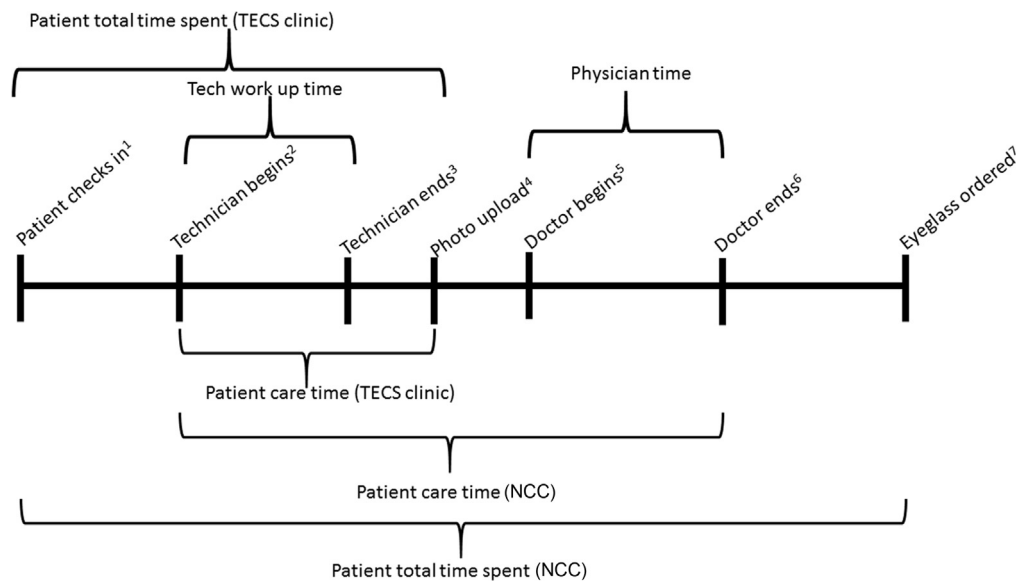 Patient total time spent (TECS clinic)
Physician time
Tech work up time
Patient checks in¹
Technician begins²
Technician ends³
Photo upload⁴
Doctor begins⁵
Doctor ends⁶
Eyeglass ordered⁷
Patient care time (TECS clinic)
Patient care time (NCC)
Patient total time spent (NCC)